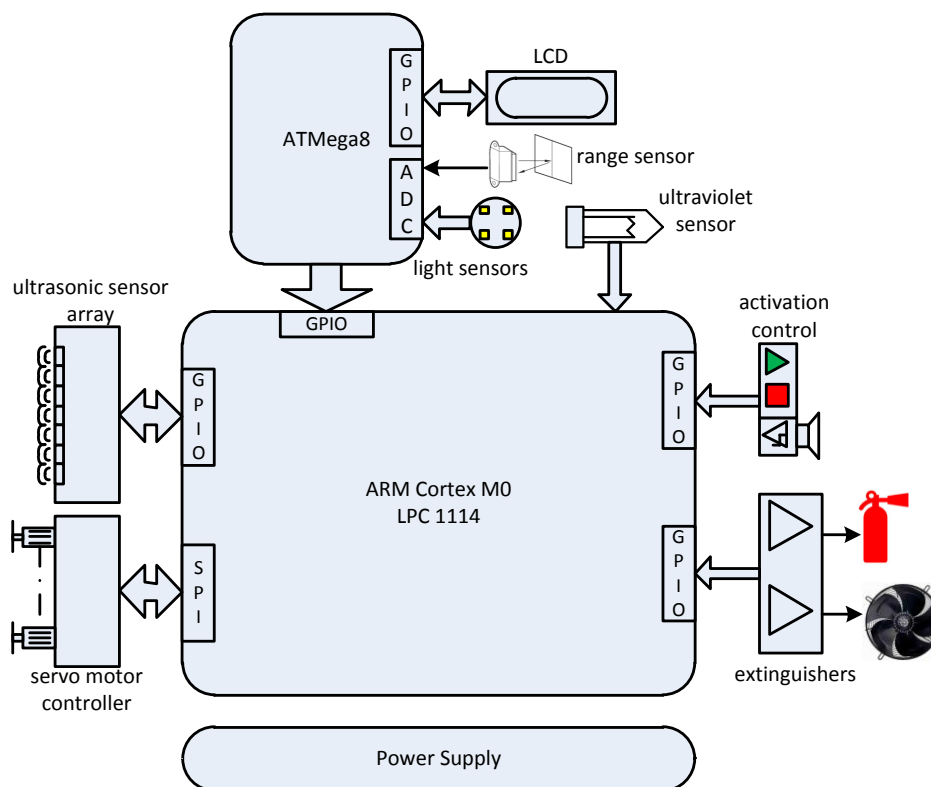 LCD
GPIO
ATMega8
range sensor
ADC
ultraviolet
sensor
light sensors
ultrasonic sensor
array
GPIO
activation
control
GPIO
GPIO
ARM Cortex M0
LPC 1114
GPIO
SPI
servo motor
controller
extinguishers
Power Supply